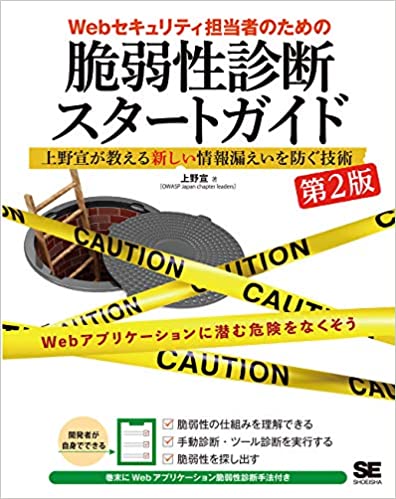 Webセキュリティ担当者のための
脆弱性診断
スタートガイド
上野宣が教える新しい情報漏えいを防ぐ技術
上野宣 著
[OWASP Japan chapter leaders]
第2版
CAUTION
CAUTION
CAUTION
CAUTION
CAUTION
CAUTION
Webアプリケーションに潜む危険をなくそう
CAUTION
開発者が
自身でできる
脆弱性の仕組みを理解できる
手動診断・ツール診断を実行する
脆弱性を探し出す
巻末にWebアプリケーション脆弱性診断手法付き
SE
SHOEISHA